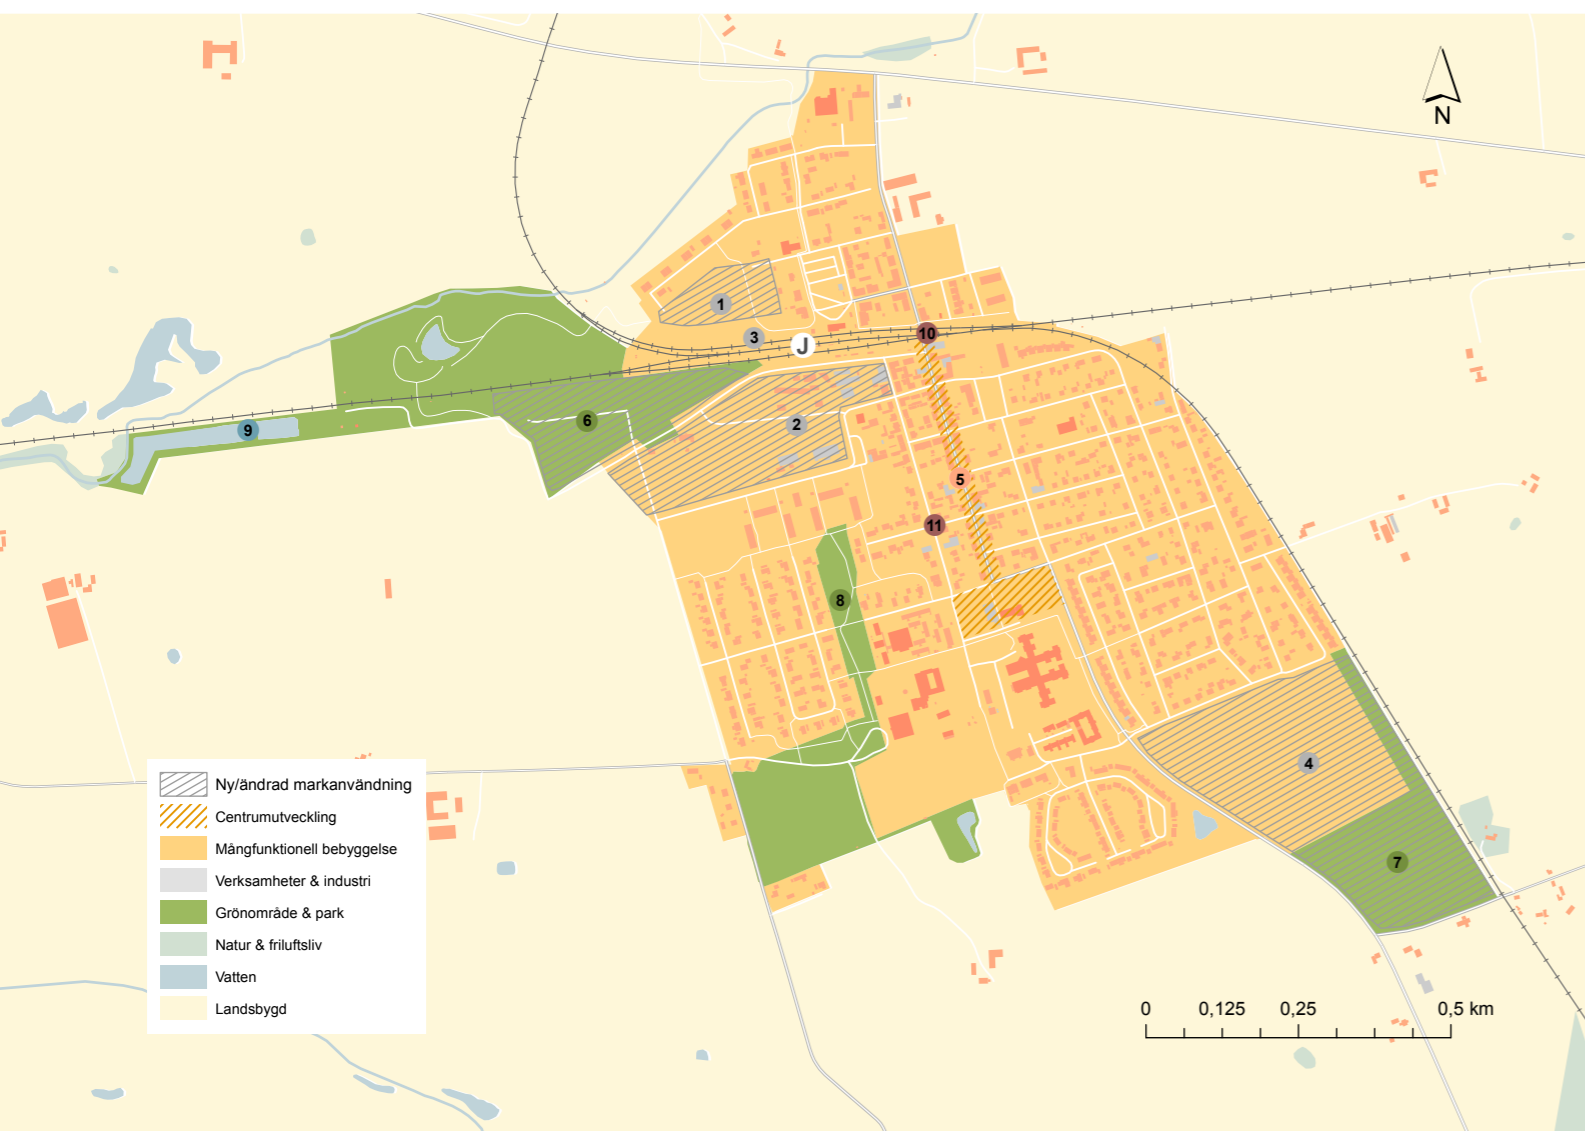 N
1
10
3
J
6
2
9
5
11
8
4
7
Ny/ändrad markanvändning
Centrumutveckling
Mångfunktionell bebyggelse
Verksamheter & industri
Grönområde & park
Natur & friluftsliv
Vatten
Landsbygd
0 0,125 0,25 0,5 km